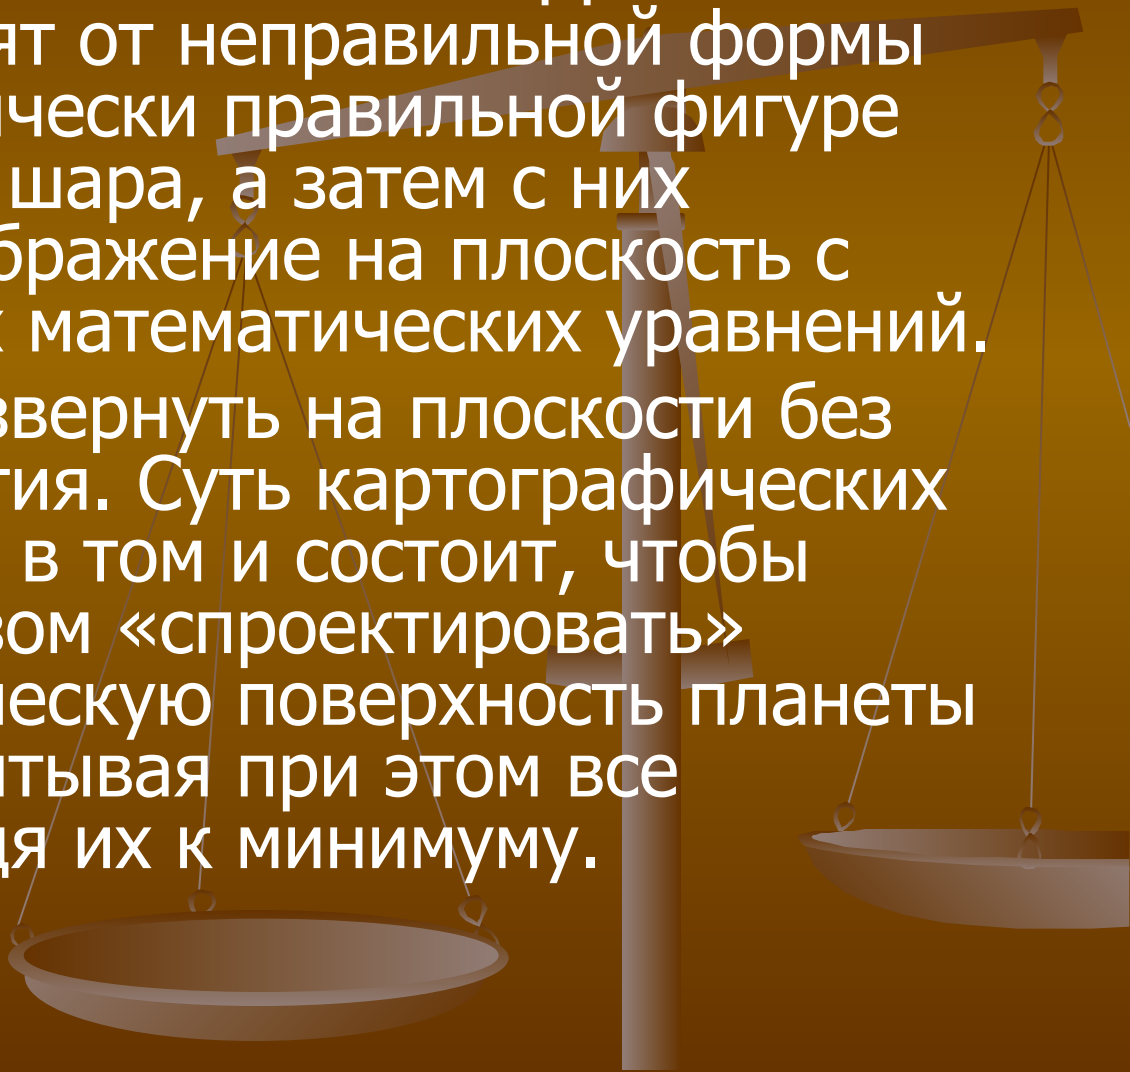 ят от неправильной формы
ически правильной фигуре
шара, а затем с них
бражение на плоскость с
х математических уравнений.
звернуть на плоскости без
тия. Суть картографических
в том и состоит, чтобы
зом «спроектировать»
ческую поверхность планеты
итывая при этом все
дя их к минимуму.